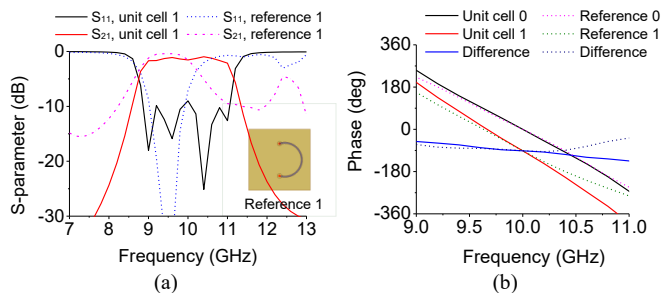 S11, unit cell 1 S11, reference 1
S21, unit cell 1 S21, reference 1
0
-10
-20
-30
S-parameter (dB)
Reference 1
7 8 9 10 11 12 13
Frequency (GHz)
(a)
Unit cell 0 Reference 0
Unit cell 1 Reference 1
Difference Difference
360
180
0
-180
-360
Phase (deg)
9.0 9.5 10.0 10.5 11.0
Frequency (GHz)
(b)